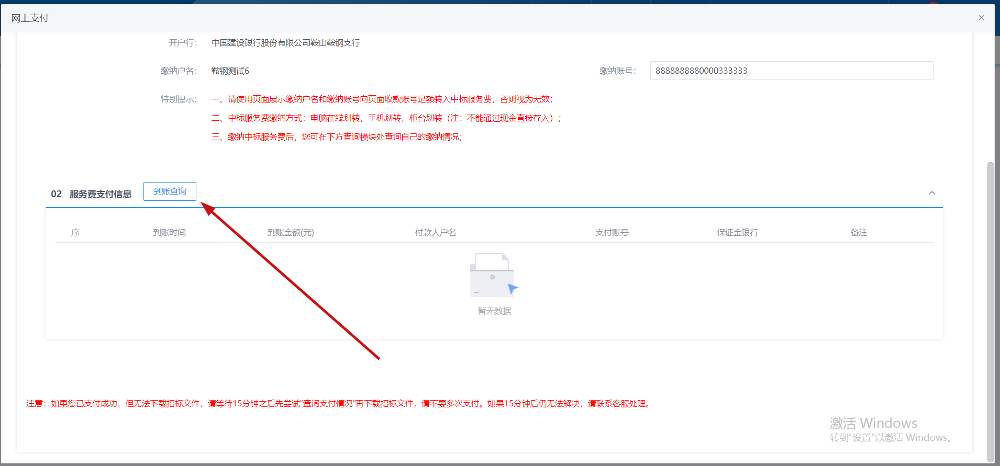 网上支付
×
开户行： 中国建设银行股份有限公司鞍山鞍钢支行
缴纳户名： 鞍钢测试6 缴纳账号： 8888888880000333333
特别提示： 一、请使用页面展示缴纳户名和缴纳账号向页面收款账号足额转入中标服务费，否则视为无效；
二、中标服务费缴纳方式：电脑在线划转，手机划转，柜台划转（注：不能通过现金直接存入）；
三、缴纳中标服务费后，您可在下方查询模块处查询自己的缴纳情况；
02 服务费支付信息 到账查询
序 到账时间 到账金额(元) 付款人户名 支付账号 保证金银行 备注
暂无数据
注意：如果您已支付成功，但无法下载招标文件，请等待15分钟之后先尝试“查询支付情况”再下载招标文件，请不要多次支付。如果15分钟后仍无法解决，请联系客服处理。
激活 Windows
转到“设置”以激活 Windows。